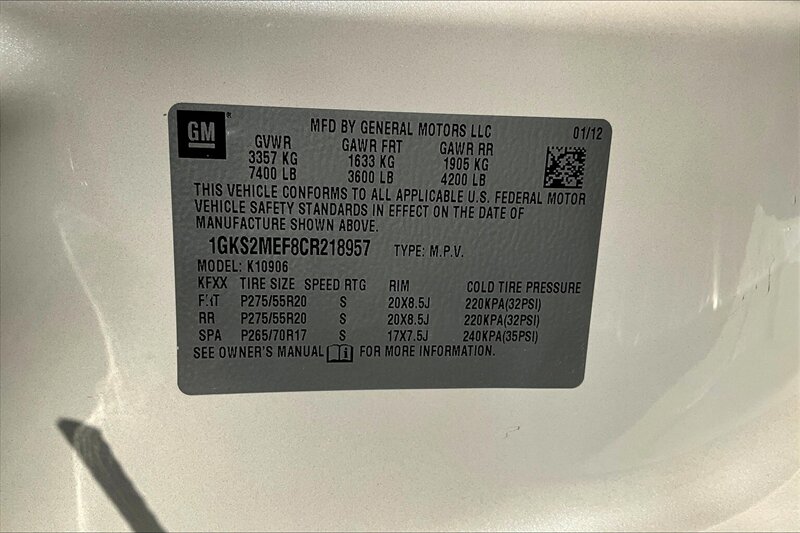 GM ®
MFD BY GENERAL MOTORS LLC 01/12
GVWR GAWR FRT GAWR RR
3357 KG 1633 KG 1905 KG
7400 LB 3600 LB 4200 LB
THIS VEHICLE CONFORMS TO ALL APPLICABLE U.S. FEDERAL MOTOR
VEHICLE SAFETY STANDARDS IN EFFECT ON THE DATE OF
MANUFACTURE SHOWN ABOVE.
1GKS2MEF8CR218957 TYPE: M.P.V.
MODEL: K10906
KFXX TIRE SIZE SPEED RTG RIM COLD TIRE PRESSURE
FRT P275/55R20 S 20X8.5J 220KPA(32PSI)
RR P275/55R20 S 20X8.5J 220KPA(32PSI)
SPA P265/70R17 S 17X7.5J 240KPA(35PSI)
SEE OWNER'S MANUAL FOR MORE INFORMATION.